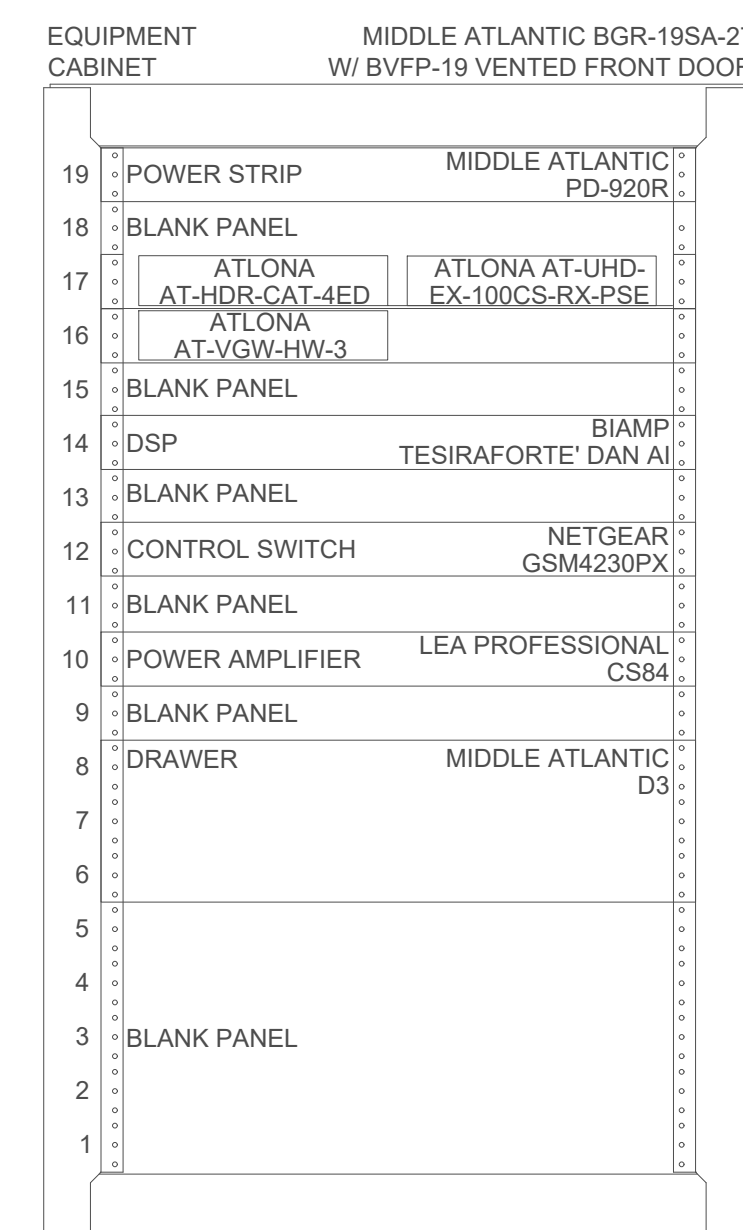 EQUIPMENT MIDDLE ATLANTIC BGR-19SA-27
CABINET W/ BVFP-19 VENTED FRONT DOOR
19 POWER STRIP MIDDLE ATLANTIC
PD-920R
18 BLANK PANEL
17 ATLONA
AT-HDR-CAT-4ED
ATLONA AT-UHD-
EX-100CS-RX-PSE
16 ATLONA
AT-VGW-HW-3
15 BLANK PANEL
14 DSP BIAMP
TESIRAFORTE' DAN AI
13 BLANK PANEL
12 CONTROL SWITCH NETGEAR
GSM4230PX
11 BLANK PANEL
10 POWER AMPLIFIER LEA PROFESSIONAL
CS84
9 BLANK PANEL
8 DRAWER MIDDLE ATLANTIC
D3
7
6
5
4
3 BLANK PANEL
2
1